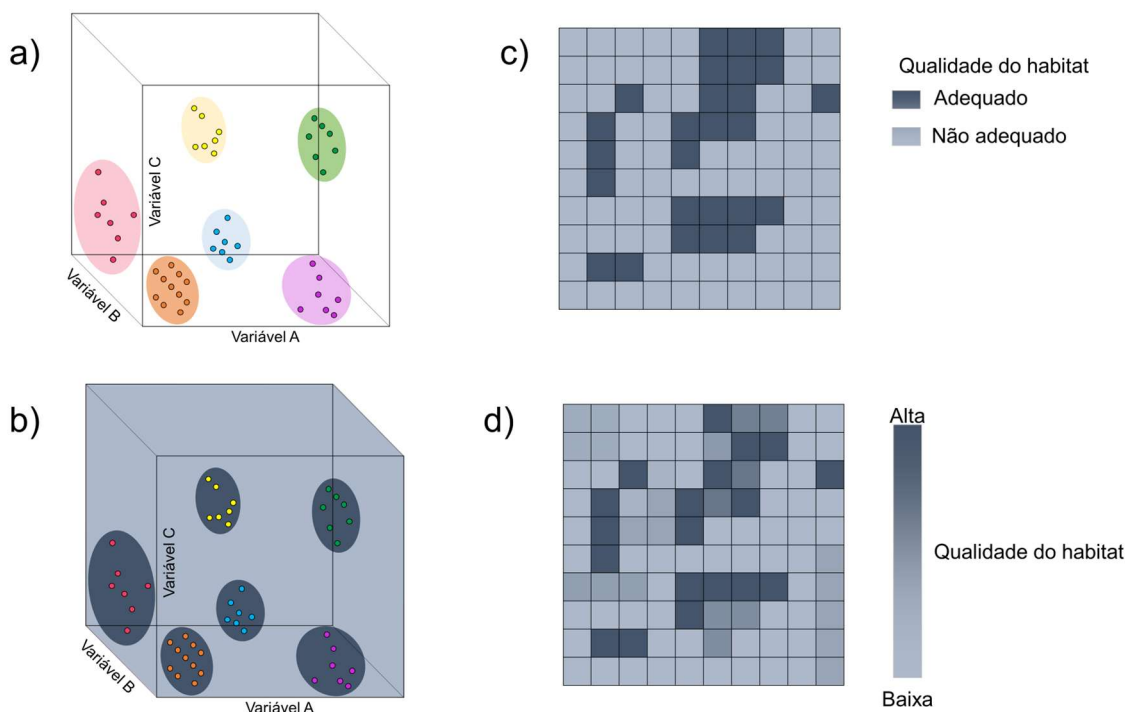 a)
Variável C
Variável B
Variável A
c)
Qualidade do habitat
Adequado
Não adequado
b)
Variável C
Variável B
Variável A
d)
Alta
Qualidade do habitat
Baixa